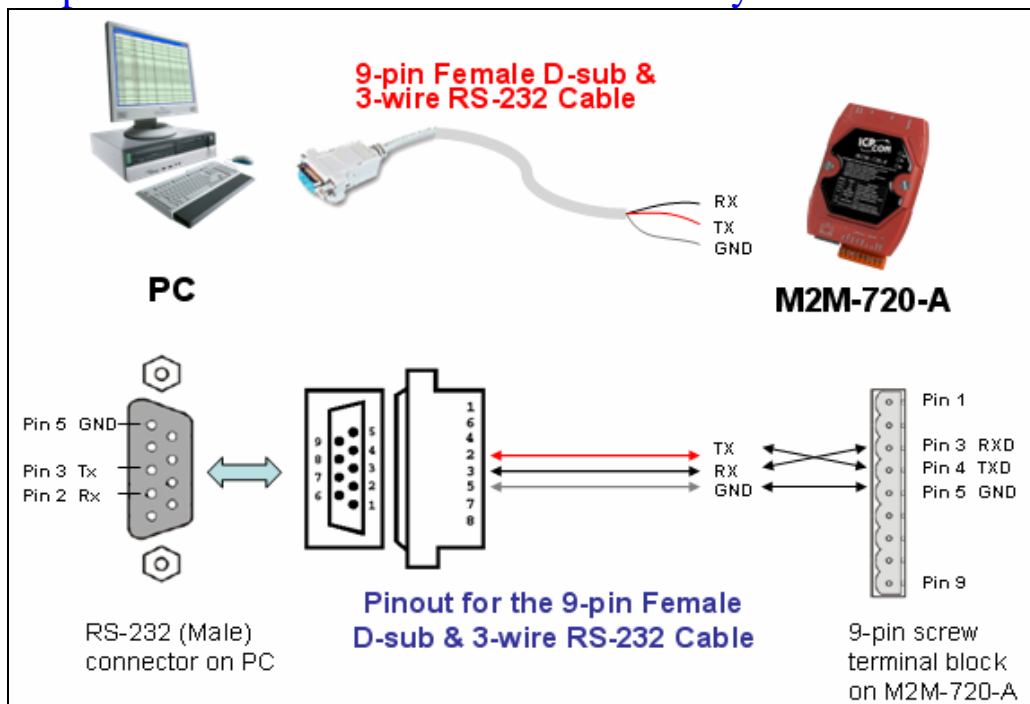 9-pin Female D-sub &
3-wire RS-232 Cable
ICP
CON
RX
TX
GND
PC
M2M-720-A
Pin 5 GND
Pin 3 Tx
Pin 2 Rx
9
8
7
6
5
4
3
2
1
1
6
4
2
3
5
7
8
TX
RX
GND
Pin 1
Pin 3 RXD
Pin 4 TXD
Pin 5 GND
Pin 9
Pinout for the 9-pin Female
D-sub & 3-wire RS-232 Cable
RS-232 (Male)
connector on PC
9-pin screw
terminal block
on M2M-720-A